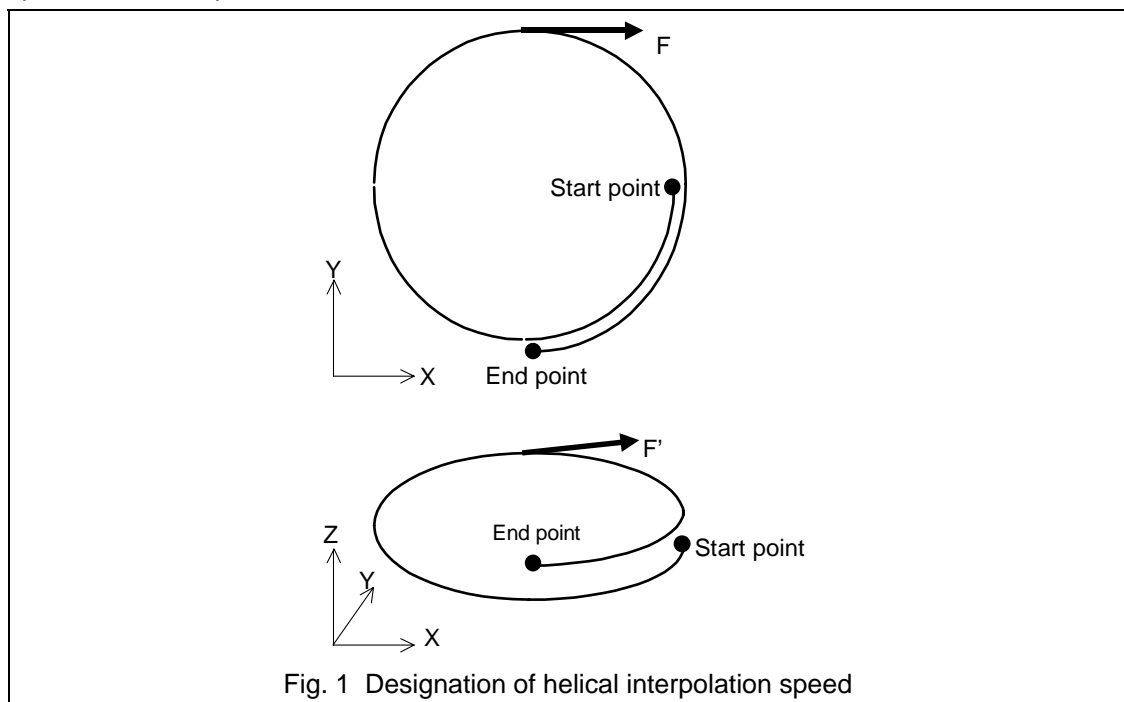 F
Start point
Y
X
End point
F'
Z
End point
Start point
Y
X
Fig. 1 Designation of helical interpolation speed